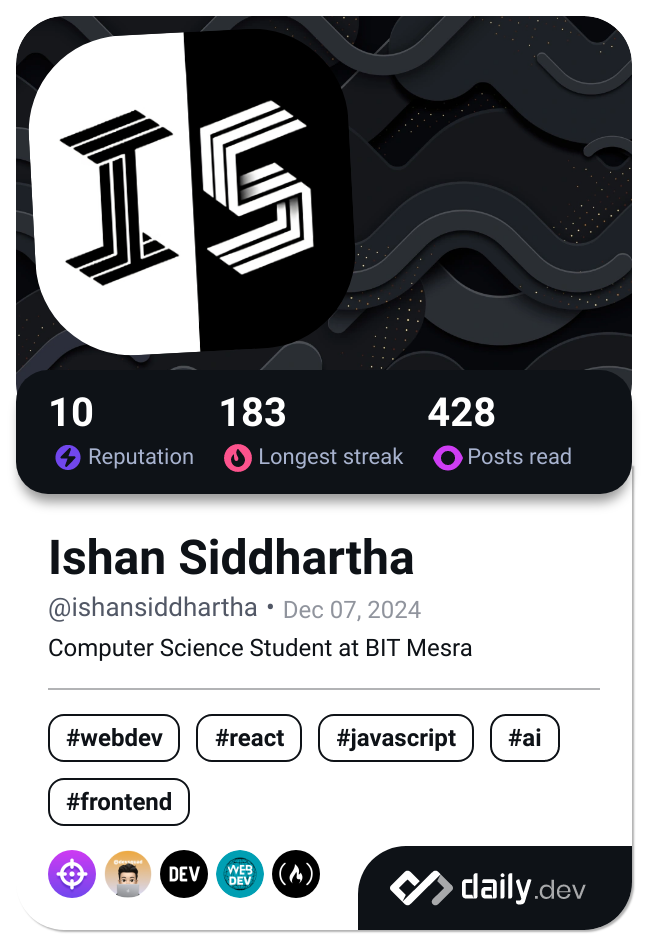 IS
10 183 428
Reputation Longest streak Posts read
Ishan Siddhartha
@ishansiddhartha • Dec 07, 2024
Computer Science Student at BIT Mesra
#webdev #react #javascript #ai
#frontend
DEV WEB DEV
daily.dev